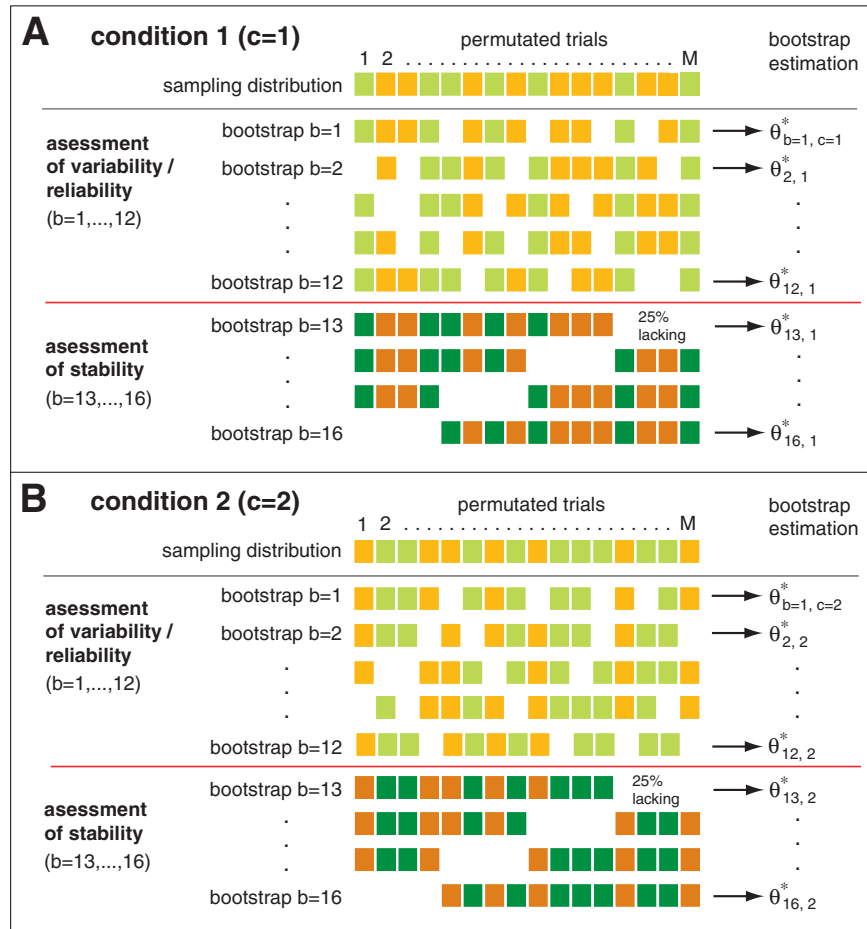 A condition 1 (c=1)
permutated trials
bootstrap
estimation
1 2 . . . . . . . . . . . . . . . . . . . . . . . . . M
sampling distribution
asessment
of variability /
reliability
(b=1,...,12)
bootstrap b=1
θ*b=1, c=1
bootstrap b=2
θ*2, 1
.
.
.
bootstrap b=12
θ*12, 1
asessment
of stability
(b=13,...,16)
bootstrap b=13
25%
lacking
θ*13, 1
.
.
.
bootstrap b=16
θ*16, 1
B condition 2 (c=2)
permutated trials
bootstrap
estimation
1 2 . . . . . . . . . . . . . . . . . . . . . . . . . M
sampling distribution
asessment
of variability /
reliability
(b=1,...,12)
bootstrap b=1
θ*b=1, c=2
bootstrap b=2
θ*2, 2
.
.
.
bootstrap b=12
θ*12, 2
asessment
of stability
(b=13,...,16)
bootstrap b=13
25%
lacking
θ*13, 2
.
.
.
bootstrap b=16
θ*16, 2